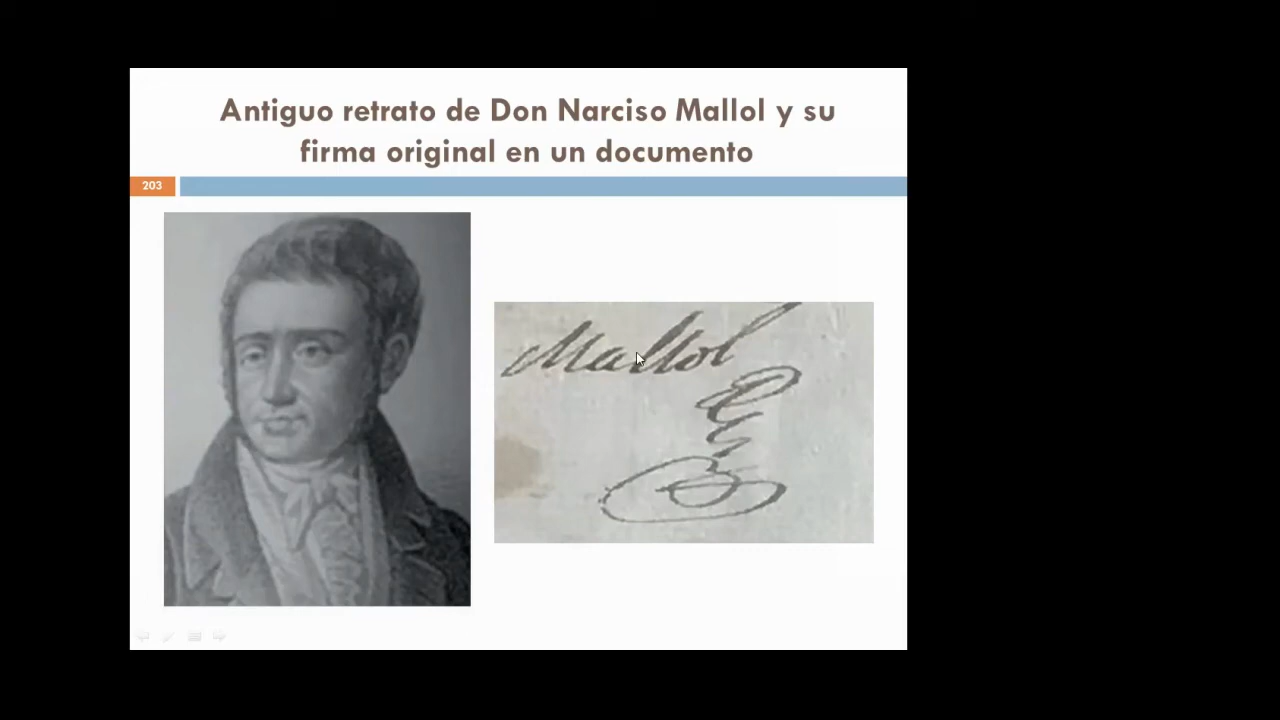 Antiguo retrato de Don Narciso Mallol y su
firma original en un documento
203
Mallol